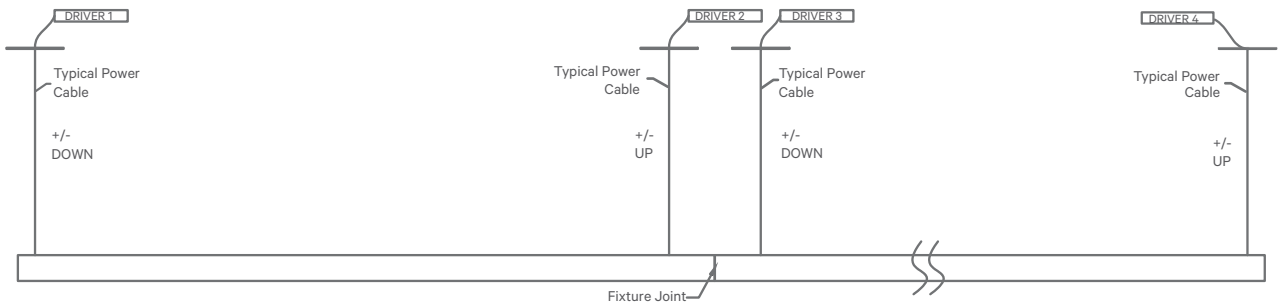 DRIVER 1
DRIVER 2
DRIVER 3
DRIVER 4
Typical Power
Cable
Typical Power
Cable
Typical Power
Cable
Typical Power
Cable
+/-
DOWN
+/-
UP
+/-
DOWN
+/-
UP
Fixture Joint